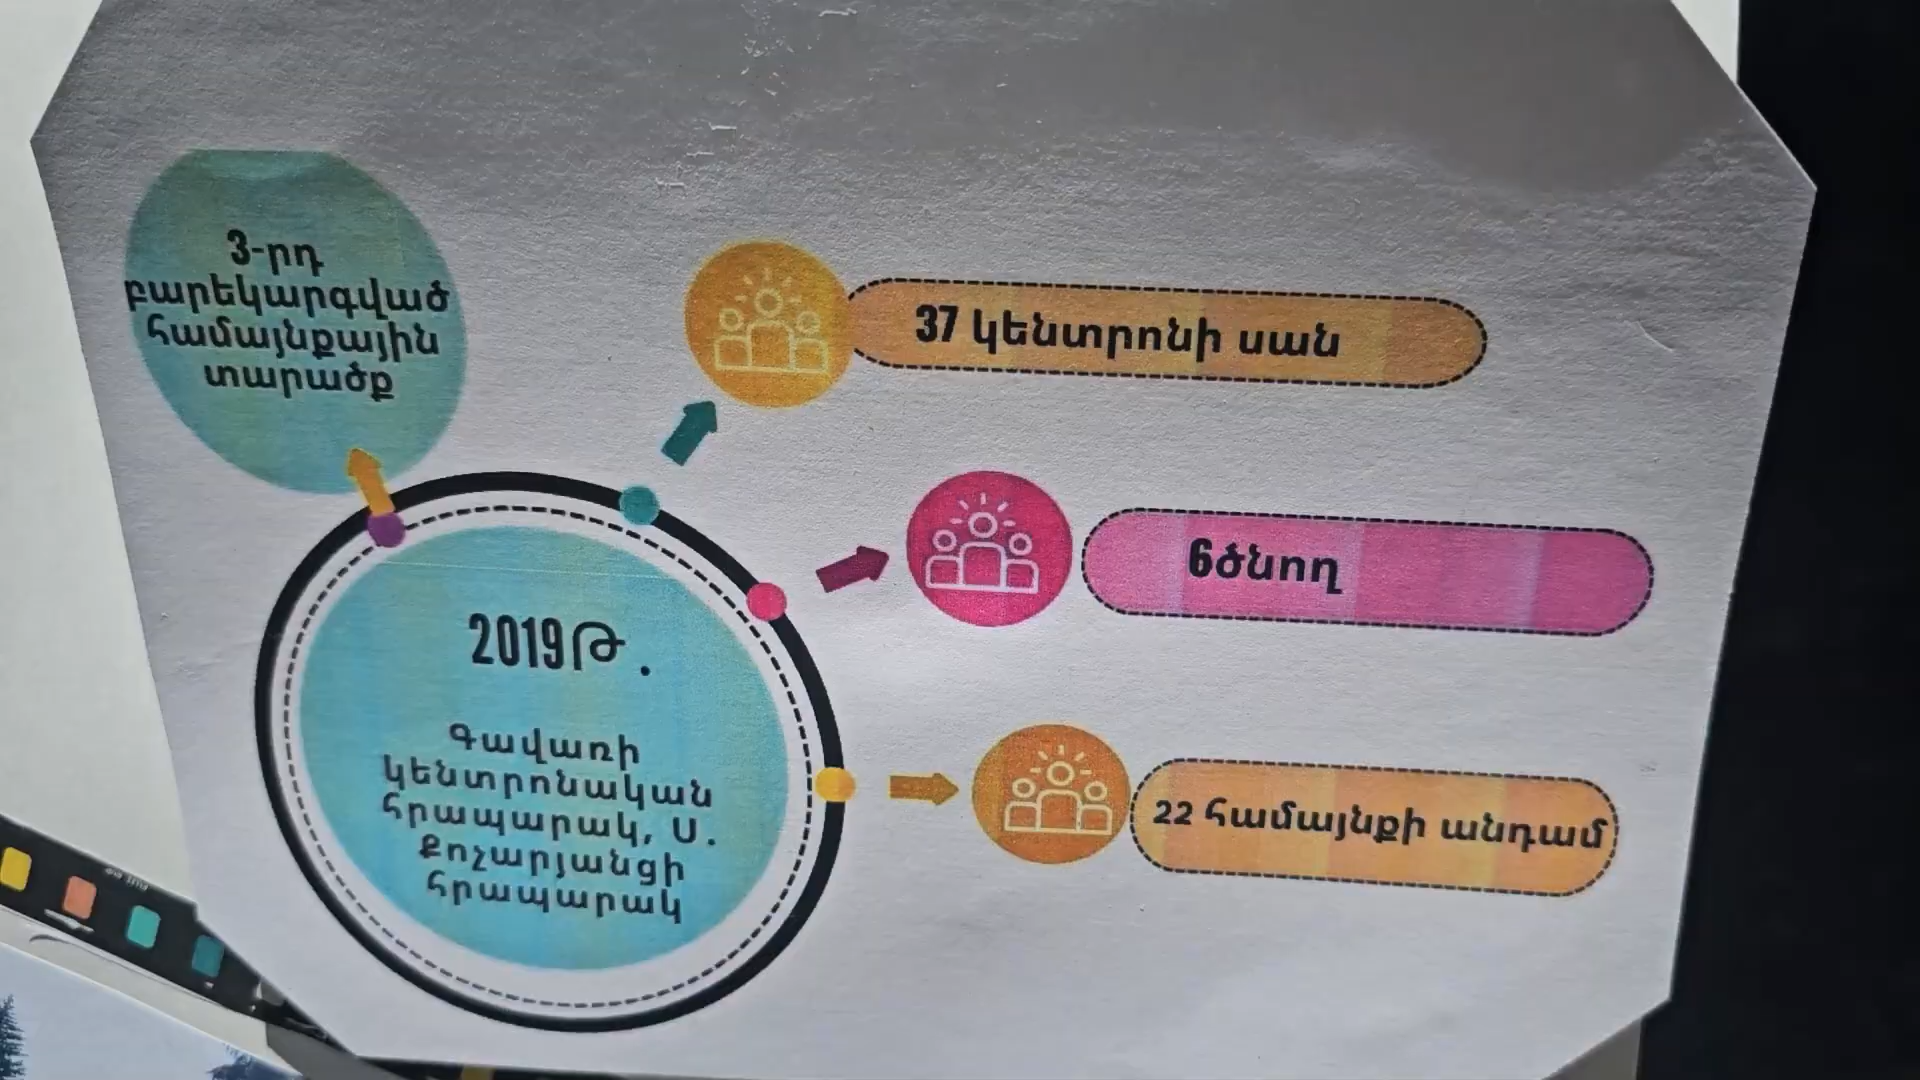 3-րդ
բարեկարգված
համայնքային
տարածք
37 կենտրոնի սան
6ծնող
22 համայնքի անդամ
2019Թ.
Գավառի
կենտրոնական
հրապարակ, Ս.
Քոչարյանցի
հրապարակ